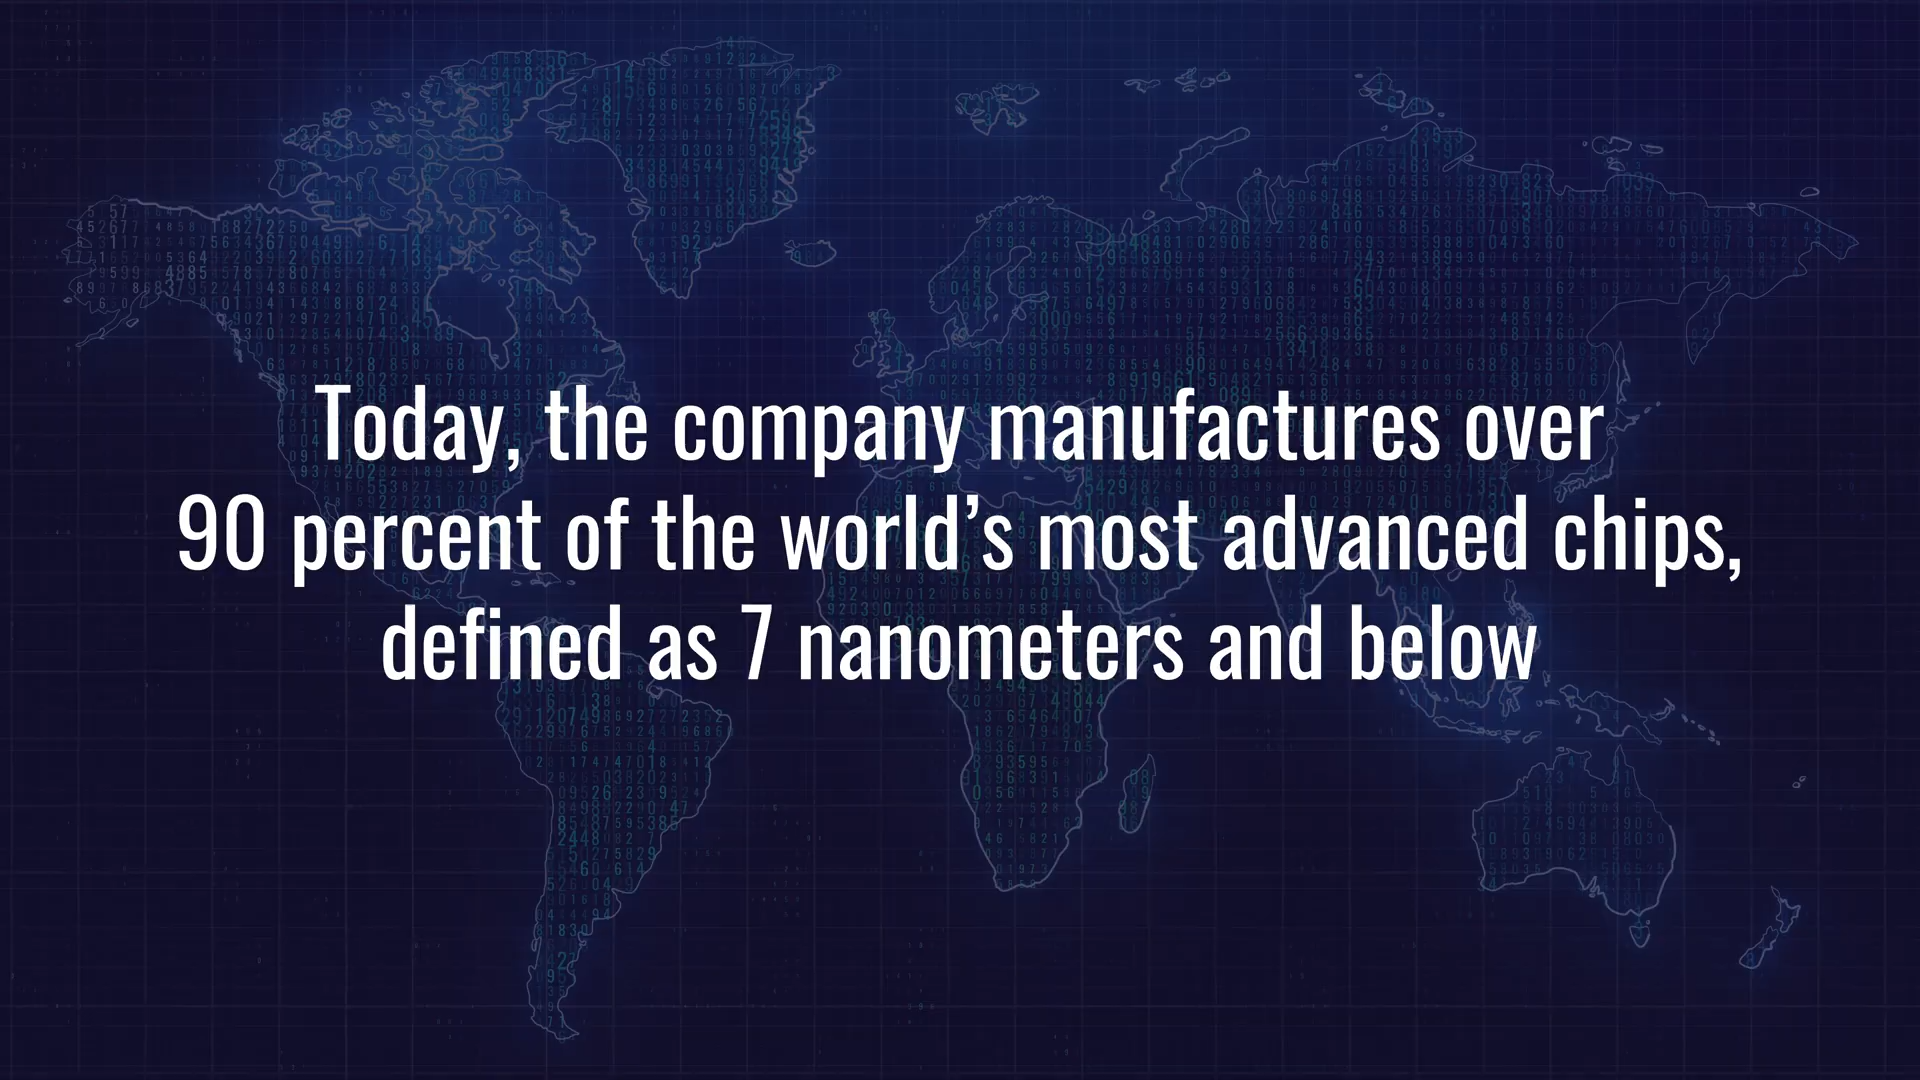 Today, the company manufactures over
90 percent of the world’s most advanced chips,
defined as 7 nanometers and below